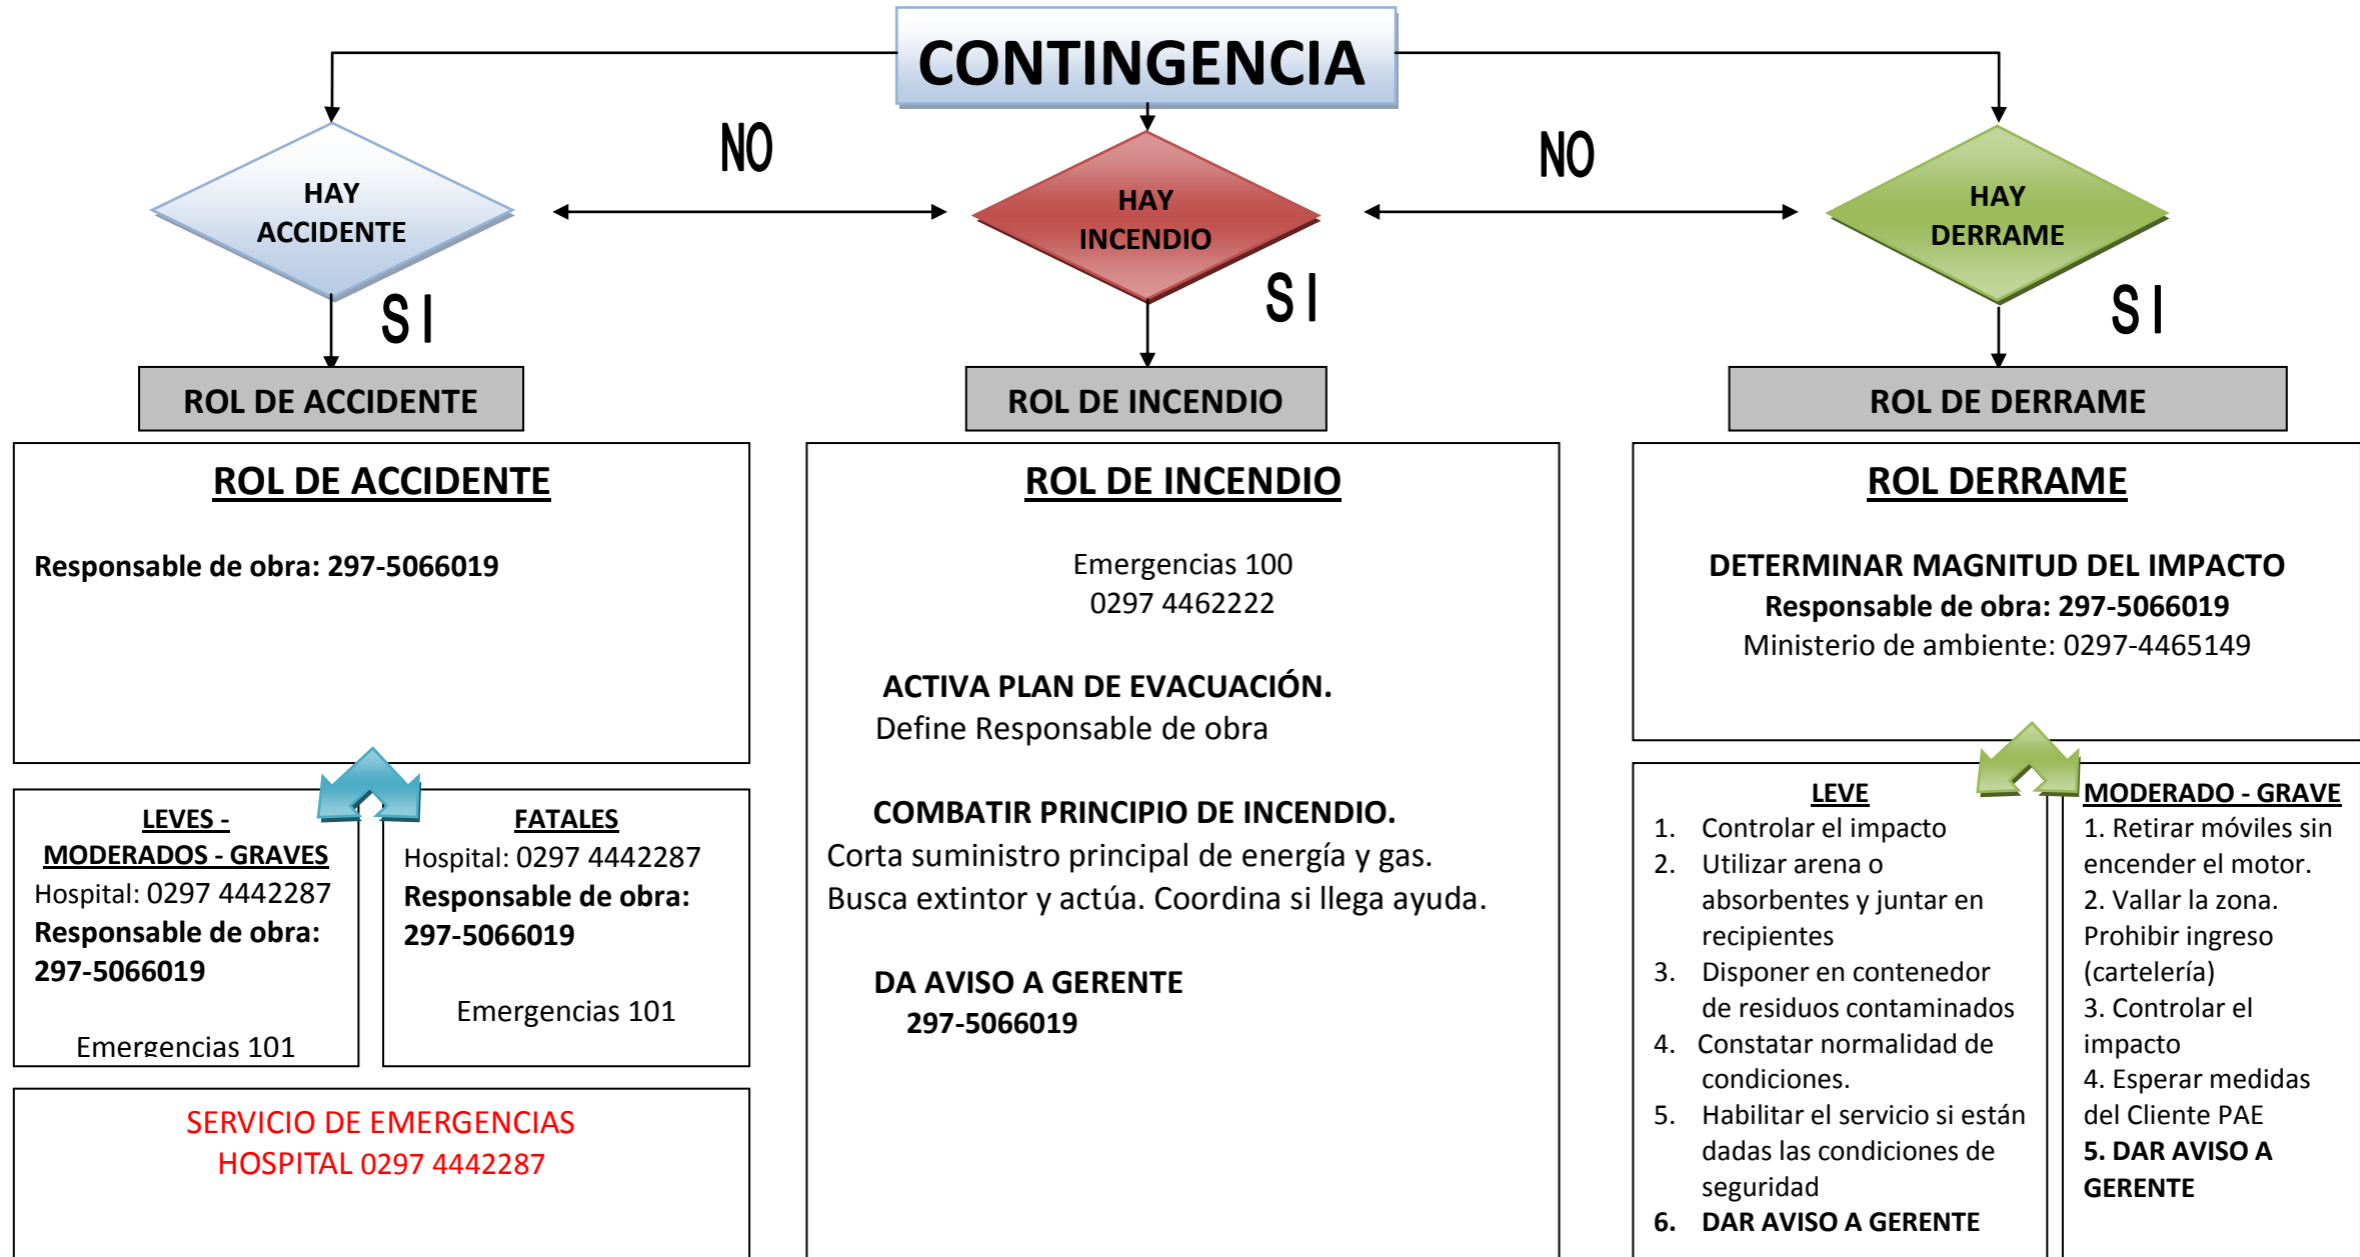 CONTINGENCIA
NO
NO
HAY
ACCIDENTE
HAY
INCENDIO
HAY
DERRAME
SI
SI
SI
ROL DE ACCIDENTE
ROL DE INCENDIO
ROL DE DERRAME
ROL DE ACCIDENTE
Responsable de obra: 297-5066019
LEVES -
MODERADOS - GRAVES
Hospital: 0297 4442287
Responsable de obra:
297-5066019
Emergencias 101
FATALES
Hospital: 0297 4442287
Responsable de obra:
297-5066019
Emergencias 101
SERVICIO DE EMERGENCIAS
HOSPITAL 0297 4442287
ROL DE INCENDIO
Emergencias 100
0297 4462222
ACTIVA PLAN DE EVACUACIÓN.
Define Responsable de obra
COMBATIR PRINCIPIO DE INCENDIO.
Corta suministro principal de energía y gas.
Busca extintor y actúa. Coordina si llega ayuda.
DA AVISO A GERENTE
297-5066019
ROL DERRAME
DETERMINAR MAGNITUD DEL IMPACTO
Responsable de obra: 297-5066019
Ministerio de ambiente: 0297-4465149
LEVE
1. Controlar el impacto
2. Utilizar arena o
absorbentes y juntar en
recipientes
3. Disponer en contenedor
de residuos contaminados
4. Constatar normalidad de
condiciones.
5. Habilitar el servicio si están
dadas las condiciones de
seguridad
6. DAR AVISO A GERENTE
MODERADO - GRAVE
1. Retirar móviles sin
encender el motor.
2. Vallar la zona.
Prohibir ingreso
(cartelería)
3. Controlar el
impacto
4. Esperar medidas
del Cliente PAE
5. DAR AVISO A
GERENTE